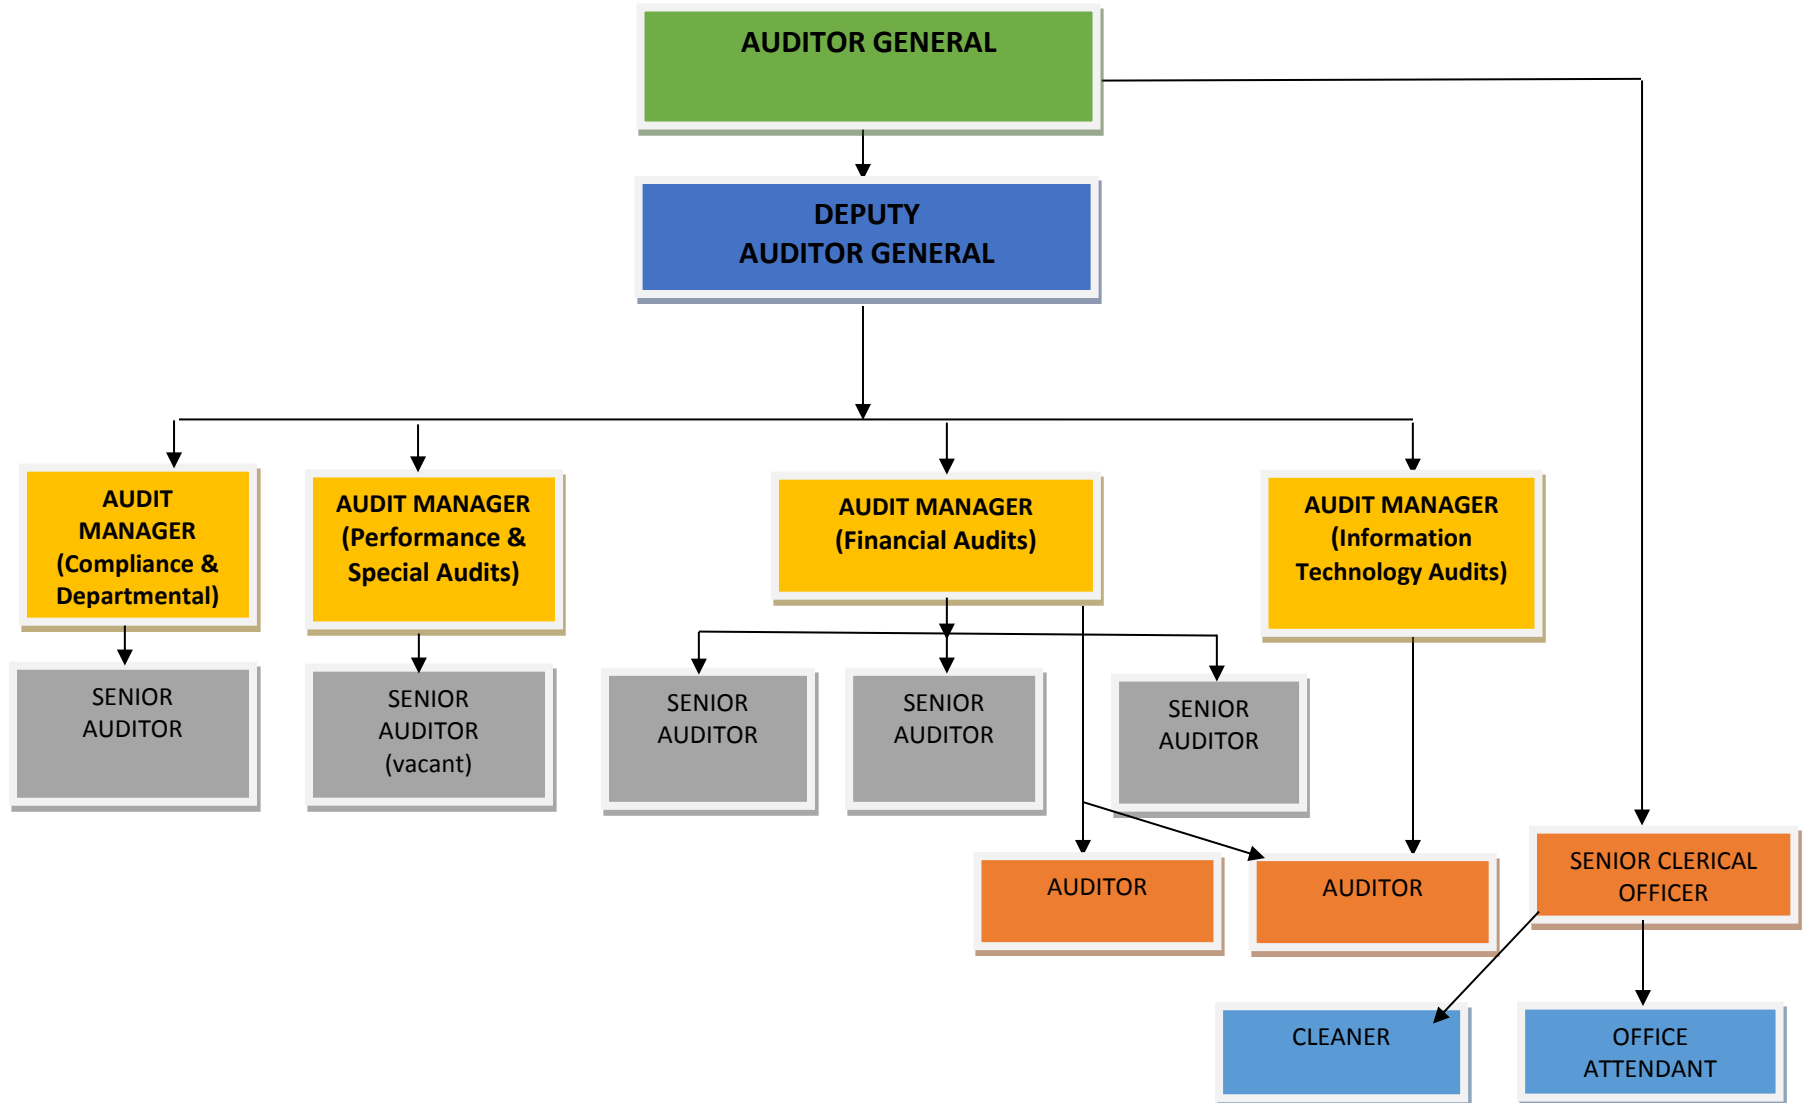 AUDITOR GENERAL
DEPUTY
AUDITOR GENERAL
AUDIT
MANAGER
(Compliance &
Departmental)
AUDIT MANAGER
(Performance &
Special Audits)
AUDIT MANAGER
(Financial Audits)
AUDIT MANAGER
(Information
Technology Audits)
SENIOR
AUDITOR
SENIOR
AUDITOR
(vacant)
SENIOR
AUDITOR
SENIOR
AUDITOR
SENIOR
AUDITOR
AUDITOR
AUDITOR
SENIOR CLERICAL
OFFICER
CLEANER
OFFICE
ATTENDANT